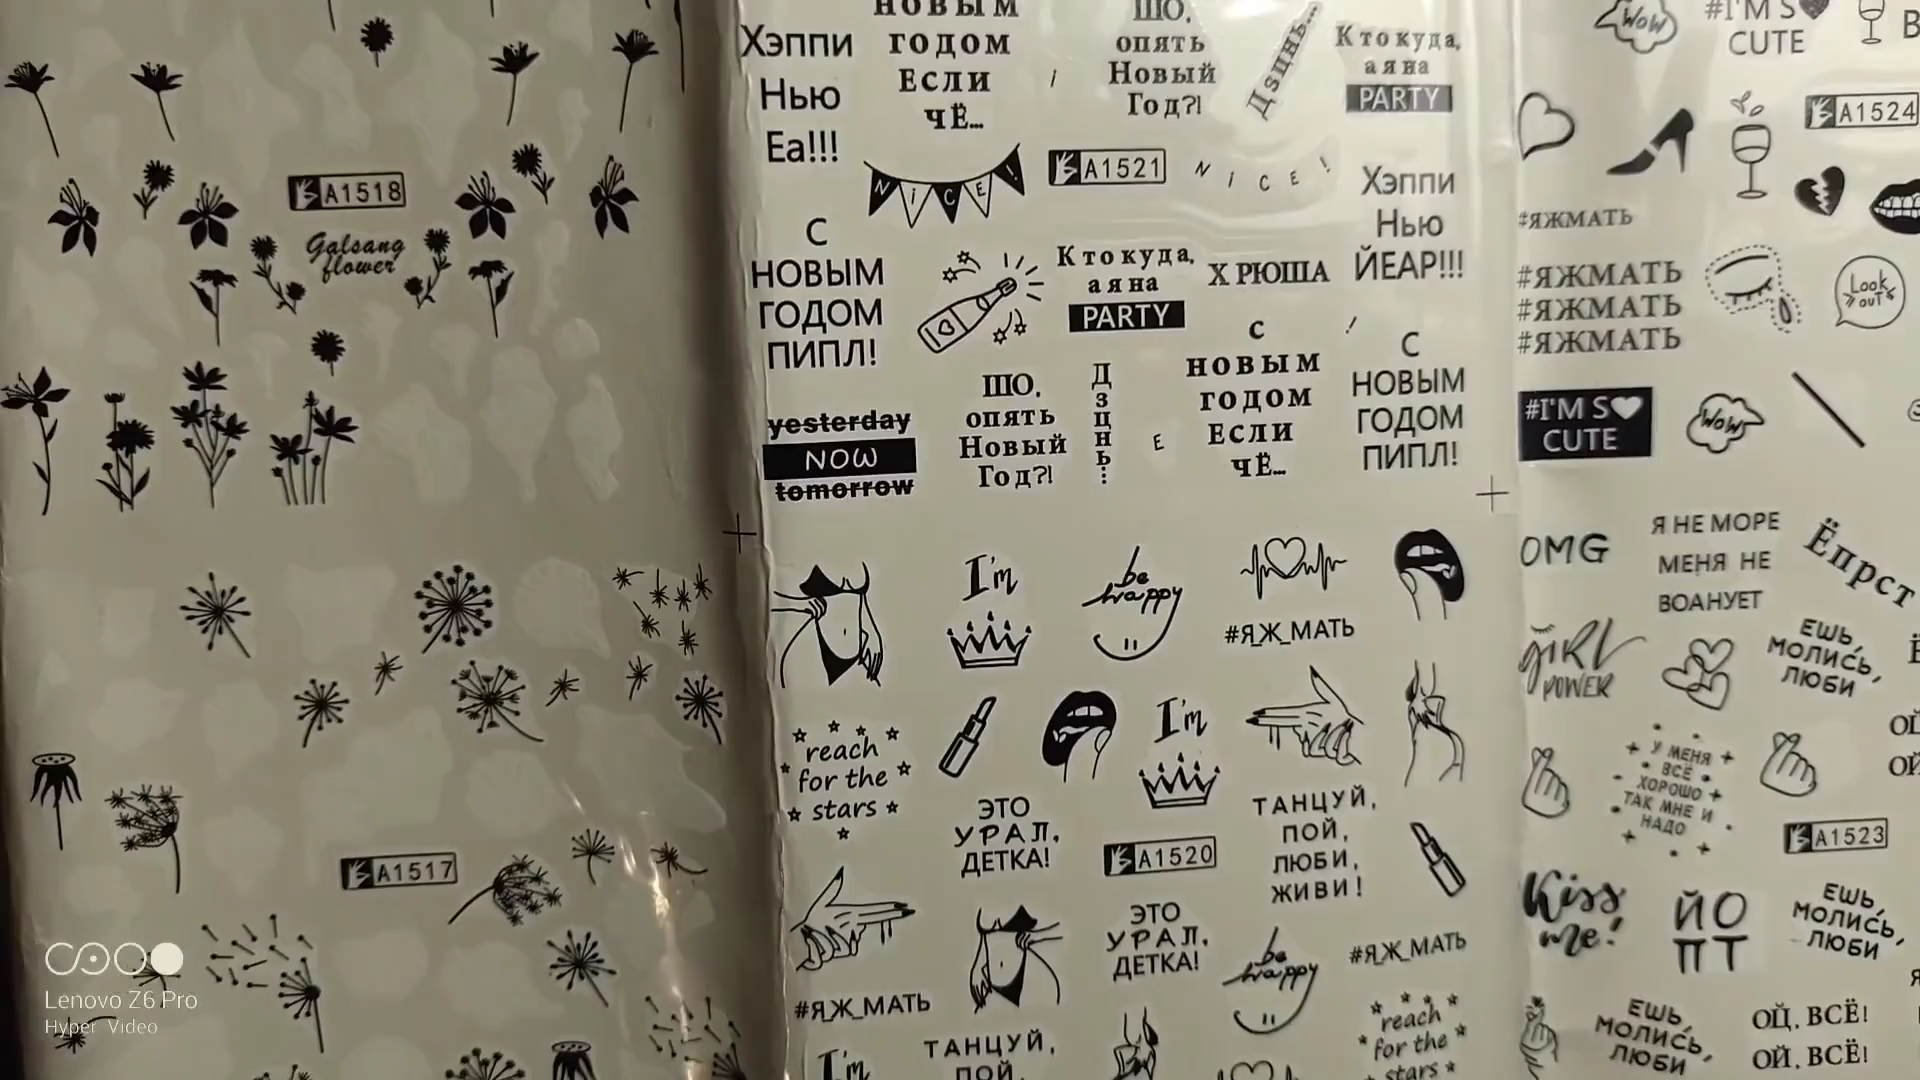 A1518
Galsang
flower
A1517
Lenovo Z6 Pro
Hyper Video
Хэппи
Нью
Еа!!!
НОВЫМ
ГОДОМ
Если
ЧЁ...
ШО,
опять
Новый
Год?!
Дзцнь...
Кто куда,
а я на
PARTY
NiCE!
A1521
NiCE!
Хэппи
Нью
ЙЕАР!!!
С
НОВЫМ
ГОДОМ
ПИПЛ!
Кто куда,
а я на
PARTY
Х РЮША
yesterday
NOW
tomorrow
ШО,
опять
Новый
Год?!
Дзцнь...
Е
С
НОВЫМ
ГОДОМ
Если
ЧЁ...
С
НОВЫМ
ГОДОМ
ПИПЛ!
I'm
be
happy
#Я_Ж_МАТЬ
reach
for the
stars
I'm
ЭТО
УРАЛ,
ДЕТКА!
A1520
ТАНЦУЙ,
ПОЙ,
ЛЮБИ,
ЖИВИ!
ЭТО
УРАЛ,
ДЕТКА!
be
happy
#Я_Ж_МАТЬ
#Я_Ж_МАТЬ
reach
for the
stars
I'm
ТАНЦУЙ,
ПОЙ,
WoW
#I'M S
CUTE
A1524
#ЯЖМАТЬ
#ЯЖМАТЬ
#ЯЖМАТЬ
#ЯЖМАТЬ
Look
out
#I'M S
CUTE
WoW
OMG
Я НЕ МОРЕ
МЕНЯ НЕ
ВОЛНУЕТ
Ёпрст
GiRL
POWER
ЕШЬ,
МОЛИСЬ,
ЛЮБИ
У МЕНЯ
ВСЁ
ХОРОШО
ТАК МНЕ И
НАДО
A1523
Kiss
me!
ЙО
ПТ
ЕШЬ,
МОЛИСЬ,
ЛЮБИ
ЕШЬ,
МОЛИСЬ,
ЛЮБИ
ОЙ, ВСЁ!
ОЙ, ВСЁ!